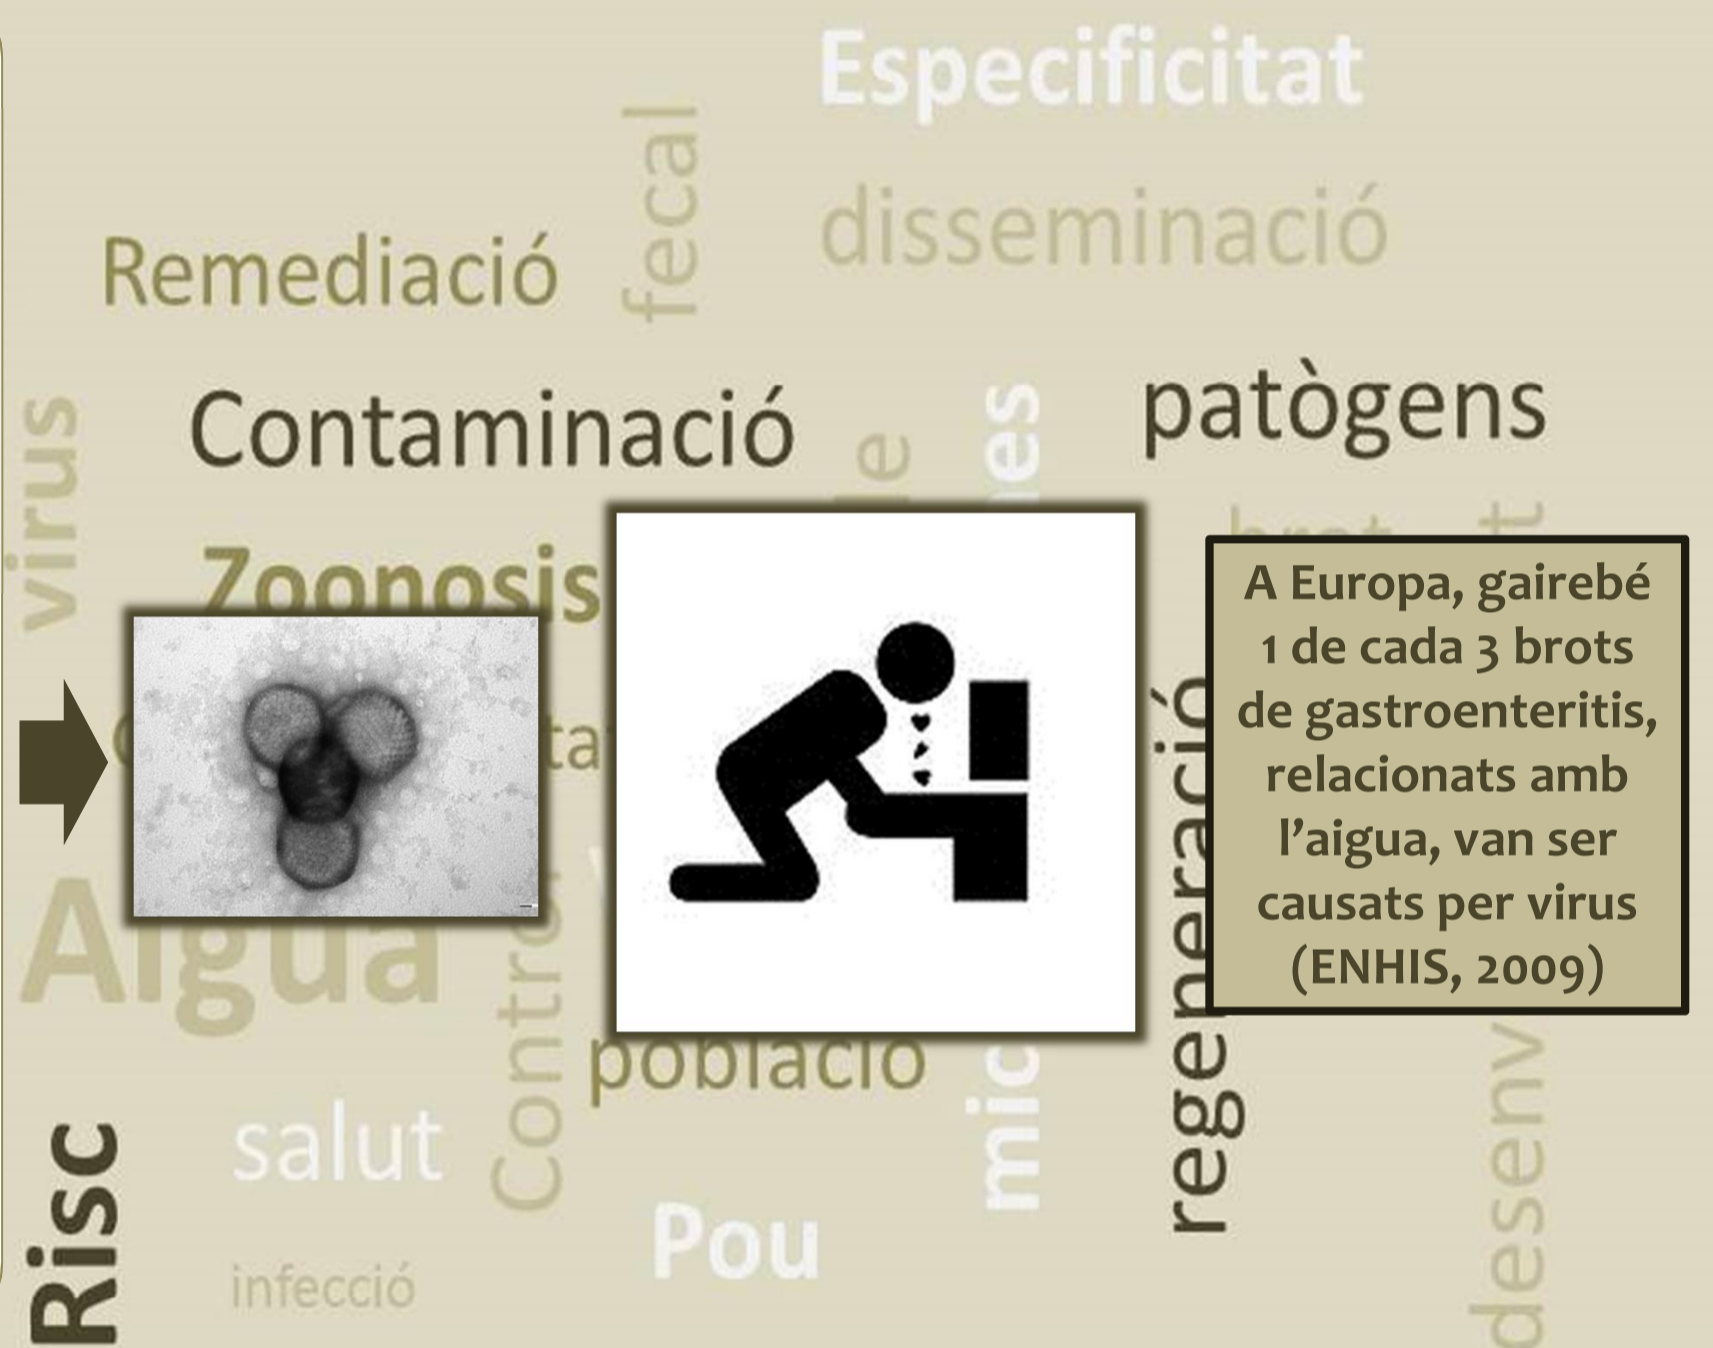 Especificitat
fecal
disseminació
Remediació
Contaminació
patògens
virus
Zoonosis
A Europa, gairebé
1 de cada 3 brots
de gastroenteritis,
relacionats amb
l'aigua, van ser
causats per virus
(ENHIS, 2009)
regeneració
Aigua
població
salut
Risc
Pou
infecció